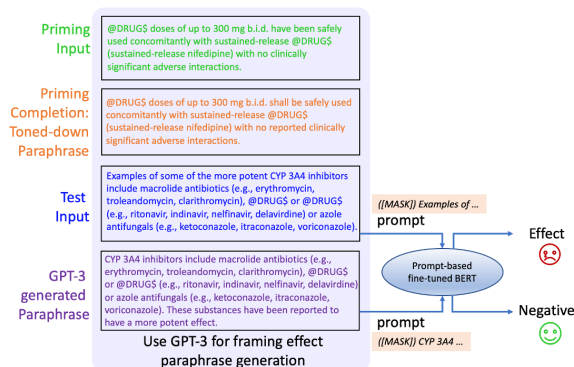 Priming
Input
@DRUG$ doses of up to 300 mg b.i.d. have been safely
used concomitantly with sustained-release @DRUG$
(sustained-release nifedipine) with no clinically
significant adverse interactions.
Priming
Completion:
Toned-down
Paraphrase
@DRUG$ doses of up to 300 mg b.i.d. shall be safely used
concomitantly with sustained-release @DRUG$
(sustained-release nifedipine) with no reported clinically
significant adverse interactions.
Test
Input
Examples of some of the more potent CYP 3A4 inhibitors
include macrolide antibiotics (e.g., erythromycin,
troleandomycin, clarithromycin), @DRUG$ or @DRUG$
(e.g., ritonavir, indinavir, nelfinavir, delavirdine) or azole
antifungals (e.g., ketoconazole, itraconazole, voriconazole).
GPT-3
generated
Paraphrase
CYP 3A4 inhibitors include macrolide antibiotics (e.g.,
erythromycin, troleandomycin, clarithromycin), @DRUG$
or @DRUG$ (e.g., ritonavir, indinavir, nelfinavir, delavirdine)
or azole antifungals (e.g., ketoconazole, itraconazole,
voriconazole). These substances have been reported to
have a more potent effect.
Use GPT-3 for framing effect
paraphrase generation
([MASK]) Examples of ...
prompt
Prompt-based
fine-tuned BERT
prompt
([MASK]) CYP 3A4 ...
Effect
Negative